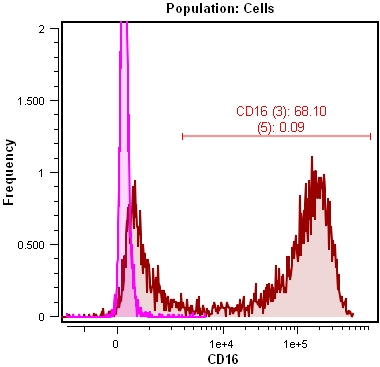 Population: Cells
2
1.500
1
0.500
0
Frequency
CD16 (3): 68.10
(5): 0.09
0
1e+4
1e+5
CD16